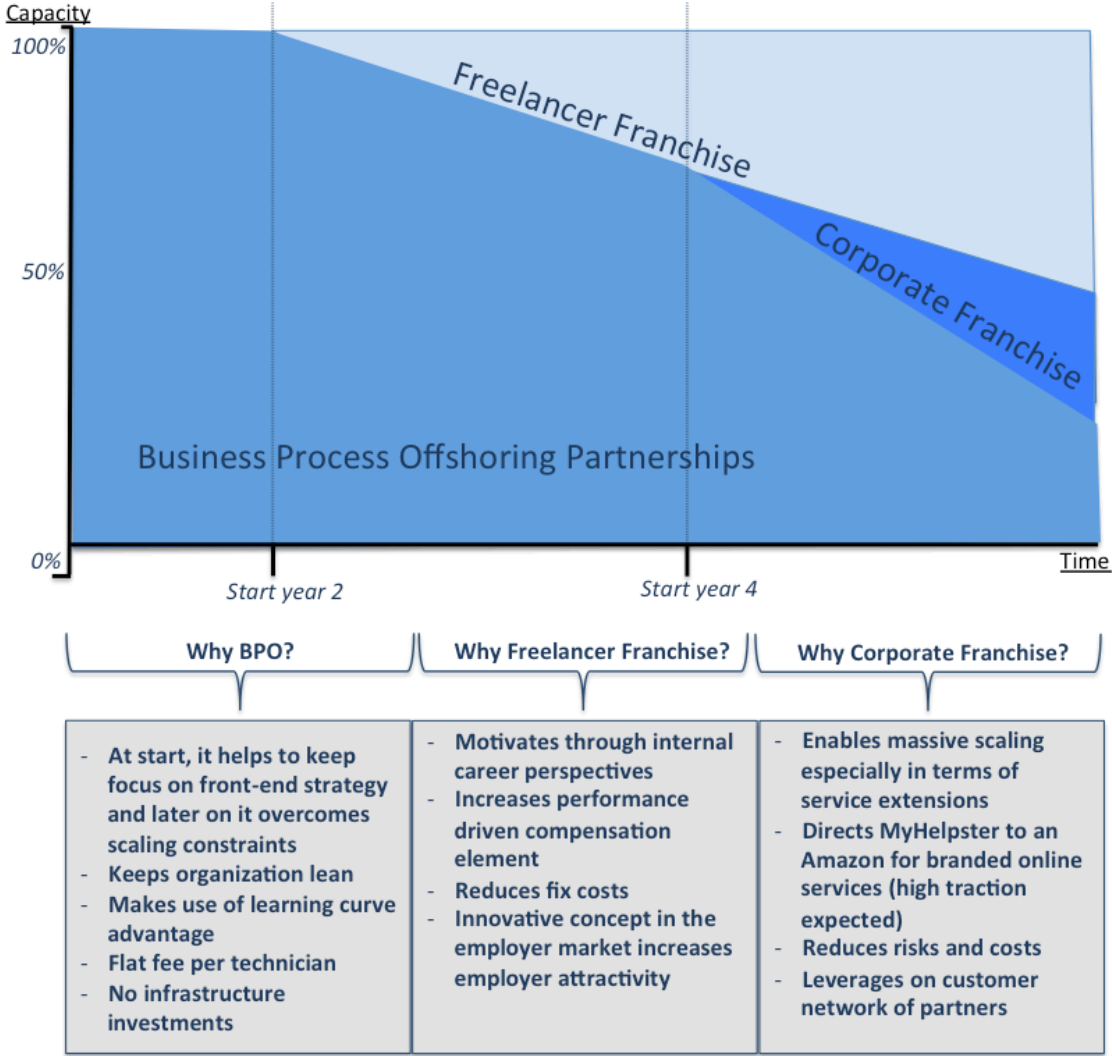 Capacity
100%
Freelancer Franchise
Corporate Franchise
50%
Business Process Offshoring Partnerships
0%
Time
Start year 2
Start year 4
Why BPO?
- At start, it helps to keep
focus on front-end strategy
and later on it overcomes
scaling constraints
- Keeps organization lean
- Makes use of learning curve
advantage
- Flat fee per technician
- No infrastructure
investments
Why Freelancer Franchise?
- Motivates through internal
career perspectives
- Increases performance
driven compensation
element
- Reduces fix costs
- Innovative concept in the
employer market increases
employer attractivity
Why Corporate Franchise?
- Enables massive scaling
especially in terms of
service extensions
- Directs MyHelpster to an
Amazon for branded online
services (high traction
expected)
- Reduces risks and costs
- Leverages on customer
network of partners